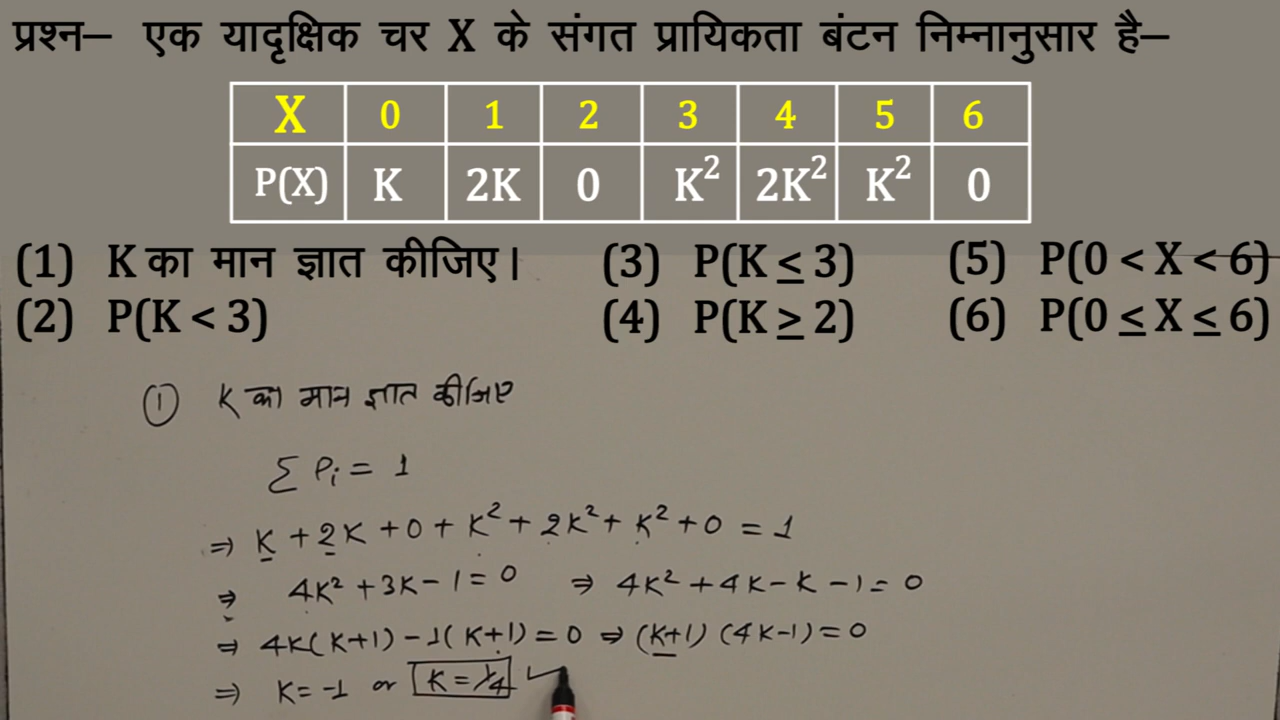 प्रश्न– एक यादृक्षिक चर X के संगत प्रायिकता बंटन निम्नानुसार है–
X 0 1 2 3 4 5 6
P(X) K 2K 0 K² 2K² K² 0
(1) K का मान ज्ञात कीजिए। (3) P(K ≤ 3) (5) P(0 < X < 6)
(2) P(K < 3) (4) P(K ≥ 2) (6) P(0 ≤ X ≤ 6)
① K का मान ज्ञात कीजिए
Σ Pi = 1
⇒ K + 2K + 0 + K² + 2K² + K² + 0 = 1
⇒ 4K² + 3K – 1 = 0 ⇒ 4K² + 4K – K – 1 = 0
⇒ 4K(K+1) – 1(K+1) = 0 ⇒ (K+1) (4K–1) = 0
⇒ K = –1 or K = 1/4 ✓